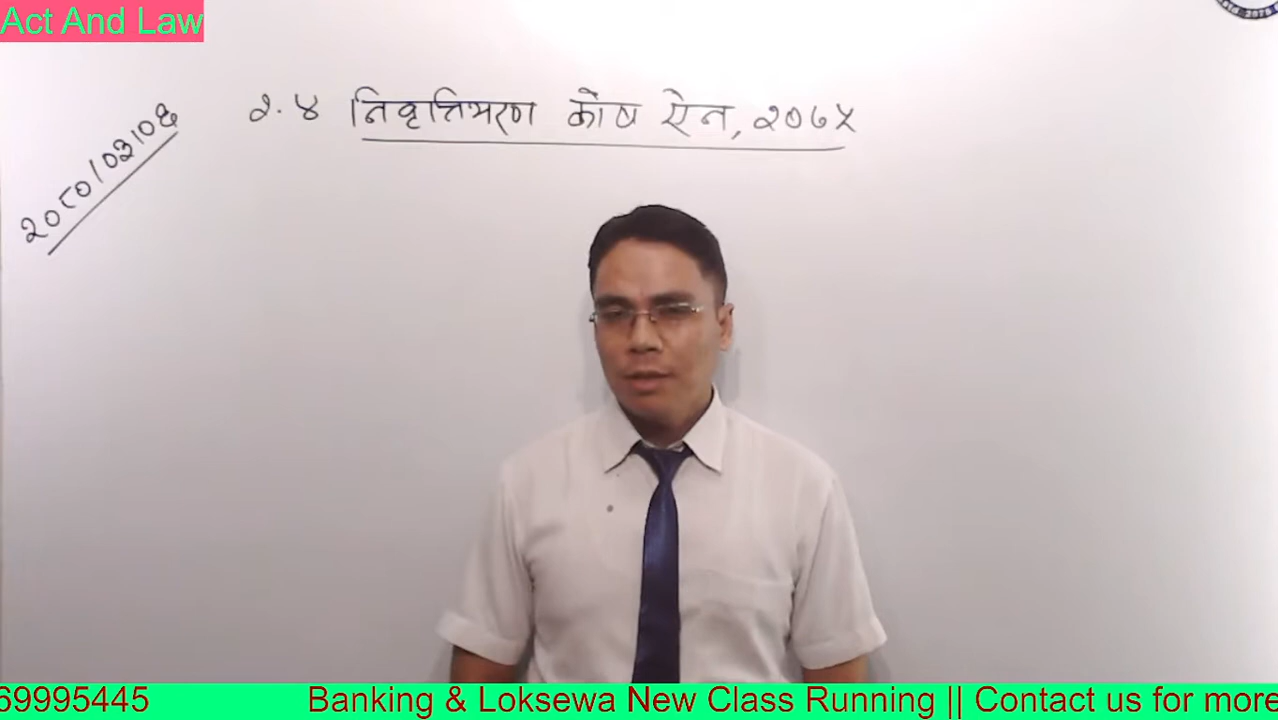 Act And Law
२.४ निवृत्तिभरण कोष ऐन, २०७५
२०८०/०३/०६
69995445 Banking & Loksewa New Class Running || Contact us for more